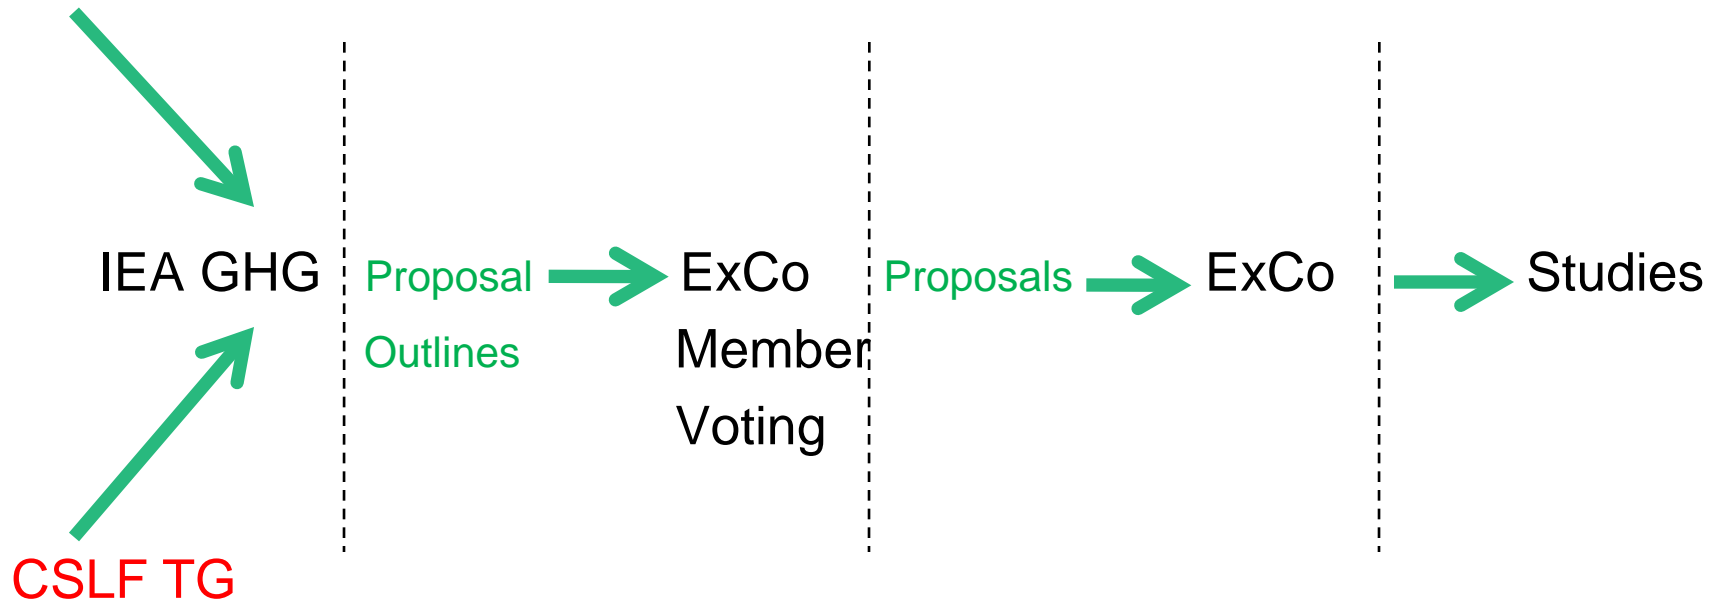 IEA GHG
Proposal
Outlines
ExCo
Member
Voting
Proposals
ExCo
Studies
CSLF TG